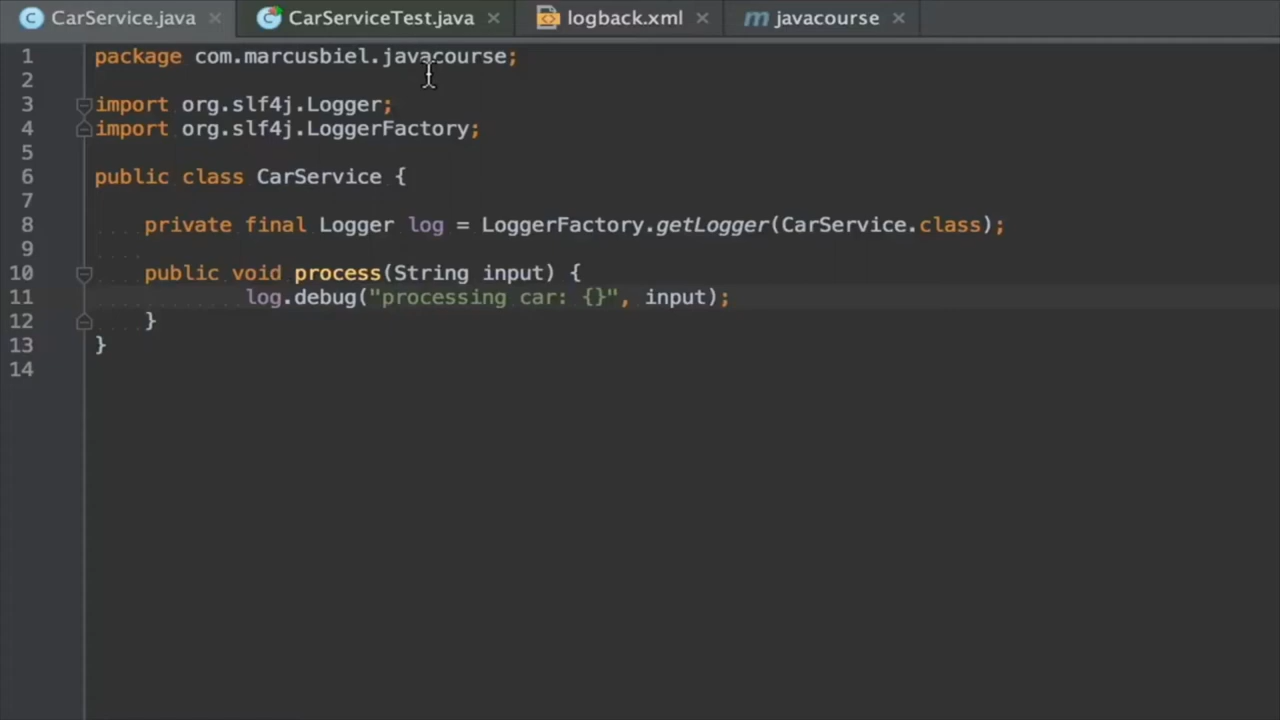 CarService.java CarServiceTest.java logback.xml javacourse
1 package com.marcusbiel.javacourse;
2
3 import org.slf4j.Logger;
4 import org.slf4j.LoggerFactory;
5
6 public class CarService {
7
8 private final Logger log = LoggerFactory.getLogger(CarService.class);
9
10 public void process(String input) {
11 log.debug("processing car: {}", input);
12 }
13 }
14